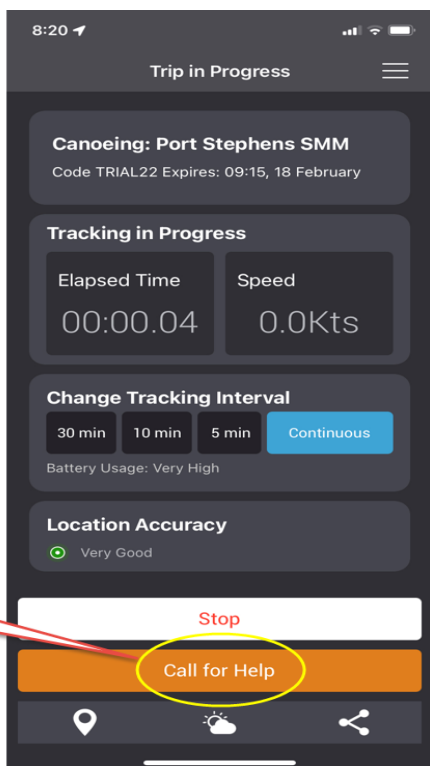 8:20
Trip in Progress
Canoeing: Port Stephens SMM
Code TRIAL22 Expires: 09:15, 18 February
Tracking in Progress
Elapsed Time
Speed
00:00.04
0.0Kts
Change Tracking Interval
30 min
10 min
5 min
Continuous
Battery Usage: Very High
Location Accuracy
Very Good
Stop
Call for Help